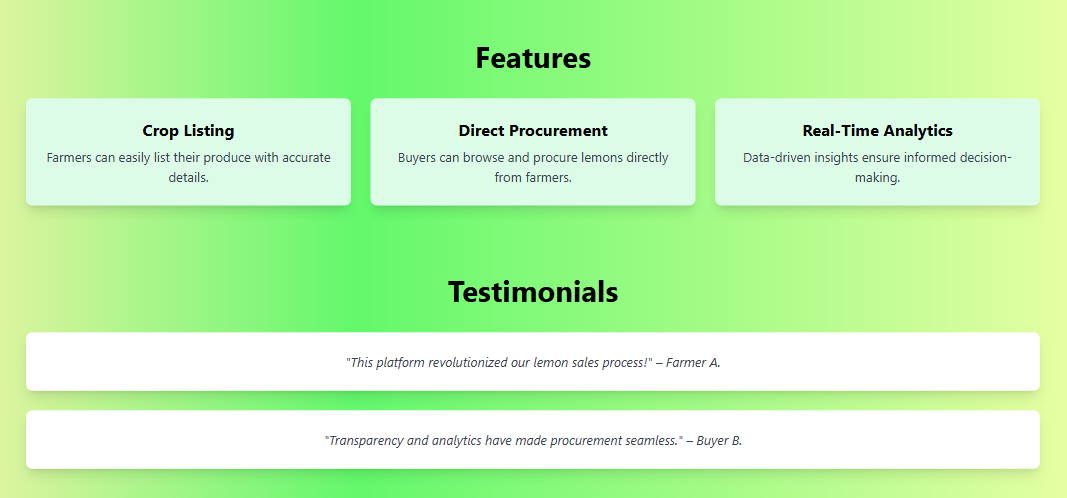 Features
Crop Listing
Farmers can easily list their produce with accurate
details.
Direct Procurement
Buyers can browse and procure lemons directly
from farmers.
Real-Time Analytics
Data-driven insights ensure informed decision-
making.
Testimonials
"This platform revolutionized our lemon sales process!" – Farmer A.
"Transparency and analytics have made procurement seamless." – Buyer B.